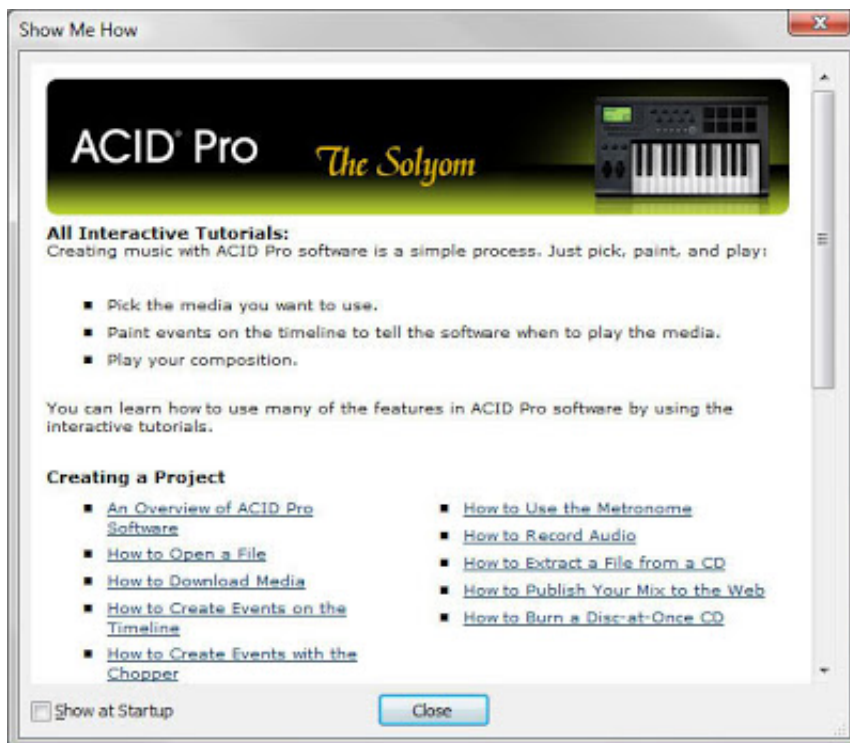 Show Me How
ACID® Pro
The Solyom
All Interactive Tutorials:
Creating music with ACID Pro software is a simple process. Just pick, paint, and play:
Pick the media you want to use.
Paint events on the timeline to tell the software when to play the media.
Play your composition.
You can learn how to use many of the features in ACID Pro software by using the
interactive tutorials.
Creating a Project
An Overview of ACID Pro
Software
How to Open a File
How to Download Media
How to Create Events on the
Timeline
How to Create Events with the
Chopper
How to Use the Metronome
How to Record Audio
How to Extract a File from a CD
How to Publish Your Mix to the Web
How to Burn a Disc-at-Once CD
Show at Startup
Close